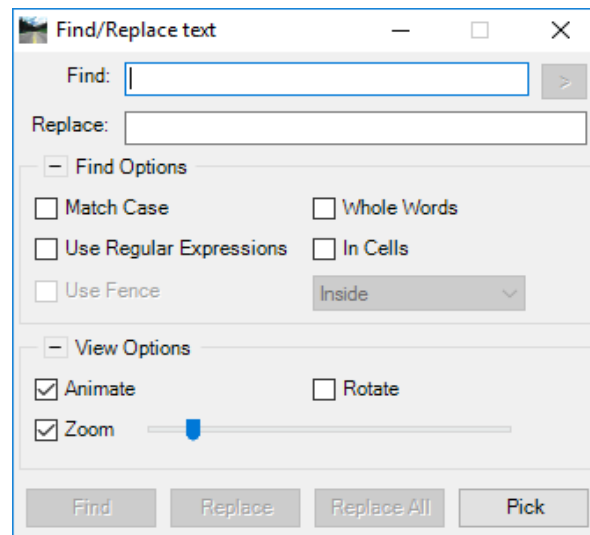 Find/Replace text
Find:
>
Replace:
Find Options
Match Case Whole Words
Use Regular Expressions In Cells
Use Fence Inside
View Options
Animate Rotate
Zoom
Find Replace Replace All Pick